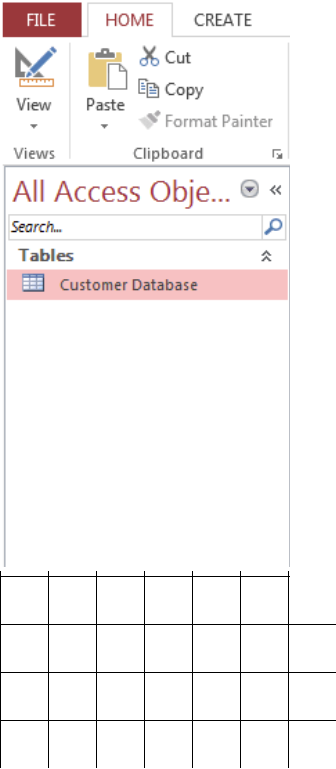 FILE HOME CREATE
Cut
Copy
View Paste
Format Painter
Views Clipboard
All Access Obje...
Search...
Tables
Customer Database